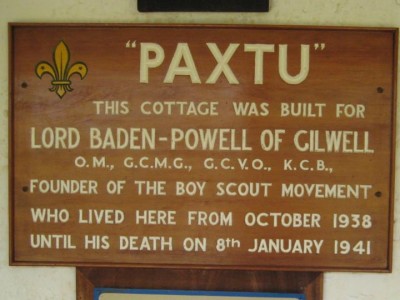 "PAXTU"
THIS COTTAGE WAS BUILT FOR
LORD BADEN-POWELL OF GILWELL
O.M., G.C.M.G., G.C.V.O., K.C.B.,
FOUNDER OF THE BOY SCOUT MOVEMENT
WHO LIVED HERE FROM OCTOBER 1938
UNTIL HIS DEATH ON 8th JANUARY 1941